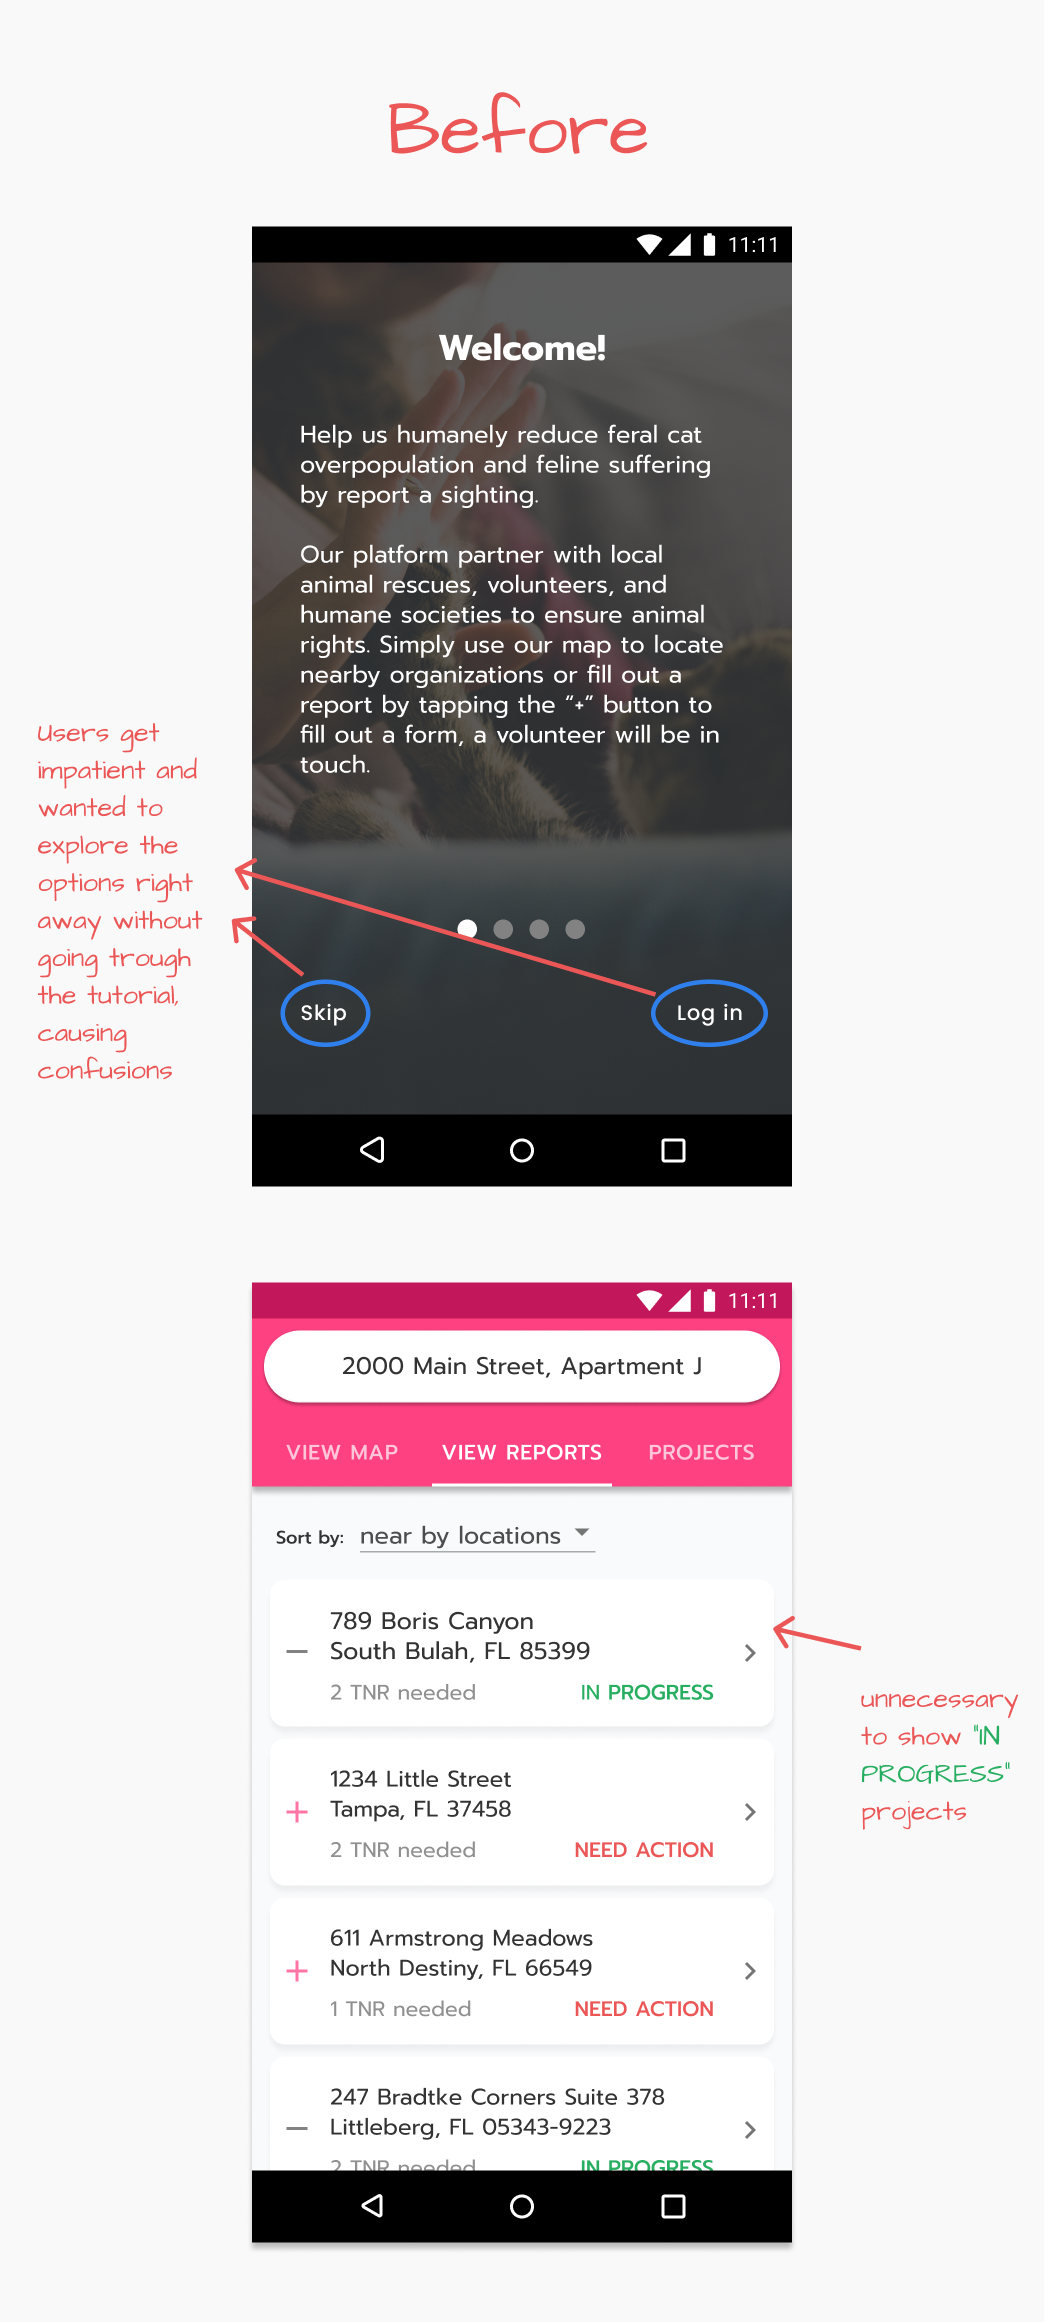 Before
11:11
Welcome!
Help us humanely reduce feral cat
overpopulation and feline suffering
by report a sighting.
Our platform partner with local
animal rescues, volunteers, and
humane societies to ensure animal
rights. Simply use our map to locate
nearby organizations or fill out a
report by tapping the “+” button to
fill out a form, a volunteer will be in
touch.
Users get
impatient and
wanted to
explore the
options right
away without
going trough
the tutorial,
causing
confusions
Skip
Log in
11:11
2000 Main Street, Apartment J
VIEW MAP VIEW REPORTS PROJECTS
Sort by: near by locations
789 Boris Canyon
South Bulah, FL 85399
2 TNR needed IN PROGRESS
unnecessary
to show "IN
PROGRESS"
projects
1234 Little Street
Tampa, FL 37458
2 TNR needed NEED ACTION
611 Armstrong Meadows
North Destiny, FL 66549
1 TNR needed NEED ACTION
247 Bradtke Corners Suite 378
Littleberg, FL 05343-9223
2 TNR needed IN PROGRESS